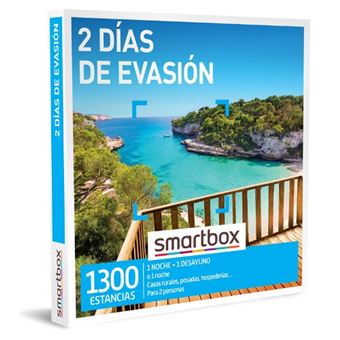 2 DÍAS DE EVASIÓN
2 DÍAS
DE EVASIÓN
smartbox
1300
ESTANCIAS
1 NOCHE + 1 DESAYUNO
o 1 noche
Casas rurales, posadas, hospederías...
Para 2 personas
smartbox